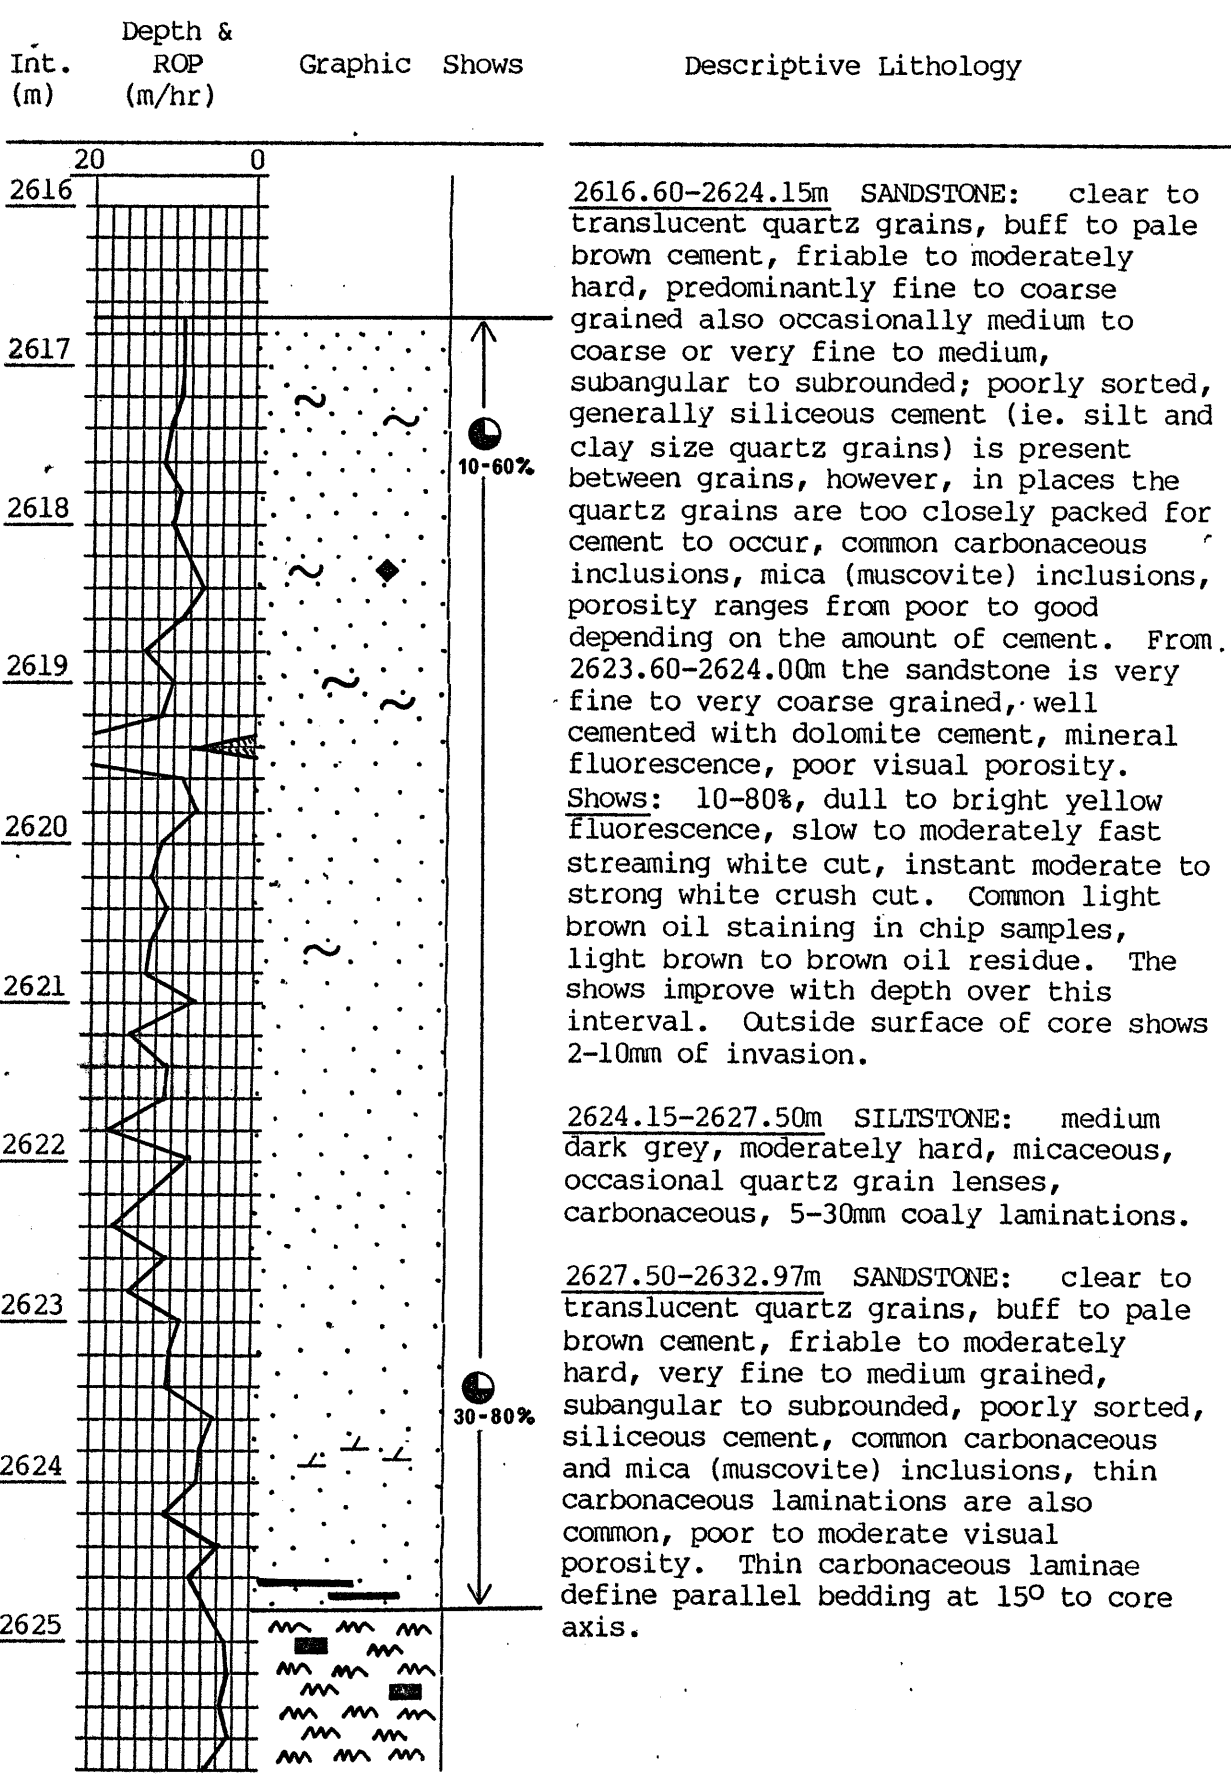 Depth &
Int. ROP Graphic Shows Descriptive Lithology
(m) (m/hr)
20 0
2616
2617
10-60%
2618
2619
2620
2621
2622
2623
30-80%
2624
2625
2616.60-2624.15m SANDSTONE: clear to
translucent quartz grains, buff to pale
brown cement, friable to moderately
hard, predominantly fine to coarse
grained also occasionally medium to
coarse or very fine to medium,
subangular to subrounded; poorly sorted,
generally siliceous cement (ie. silt and
clay size quartz grains) is present
between grains, however, in places the
quartz grains are too closely packed for
cement to occur, common carbonaceous
inclusions, mica (muscovite) inclusions,
porosity ranges from poor to good
depending on the amount of cement. From
2623.60-2624.00m the sandstone is very
fine to very coarse grained, well
cemented with dolomite cement, mineral
fluorescence, poor visual porosity.
Shows: 10-80%, dull to bright yellow
fluorescence, slow to moderately fast
streaming white cut, instant moderate to
strong white crush cut. Common light
brown oil staining in chip samples,
light brown to brown oil residue. The
shows improve with depth over this
interval. Outside surface of core shows
2-10mm of invasion.
2624.15-2627.50m SILTSTONE: medium
dark grey, moderately hard, micaceous,
occasional quartz grain lenses,
carbonaceous, 5-30mm coaly laminations.
2627.50-2632.97m SANDSTONE: clear to
translucent quartz grains, buff to pale
brown cement, friable to moderately
hard, very fine to medium grained,
subangular to subrounded, poorly sorted,
siliceous cement, common carbonaceous
and mica (muscovite) inclusions, thin
carbonaceous laminations are also
common, poor to moderate visual
porosity. Thin carbonaceous laminae
define parallel bedding at 15º to core
axis.